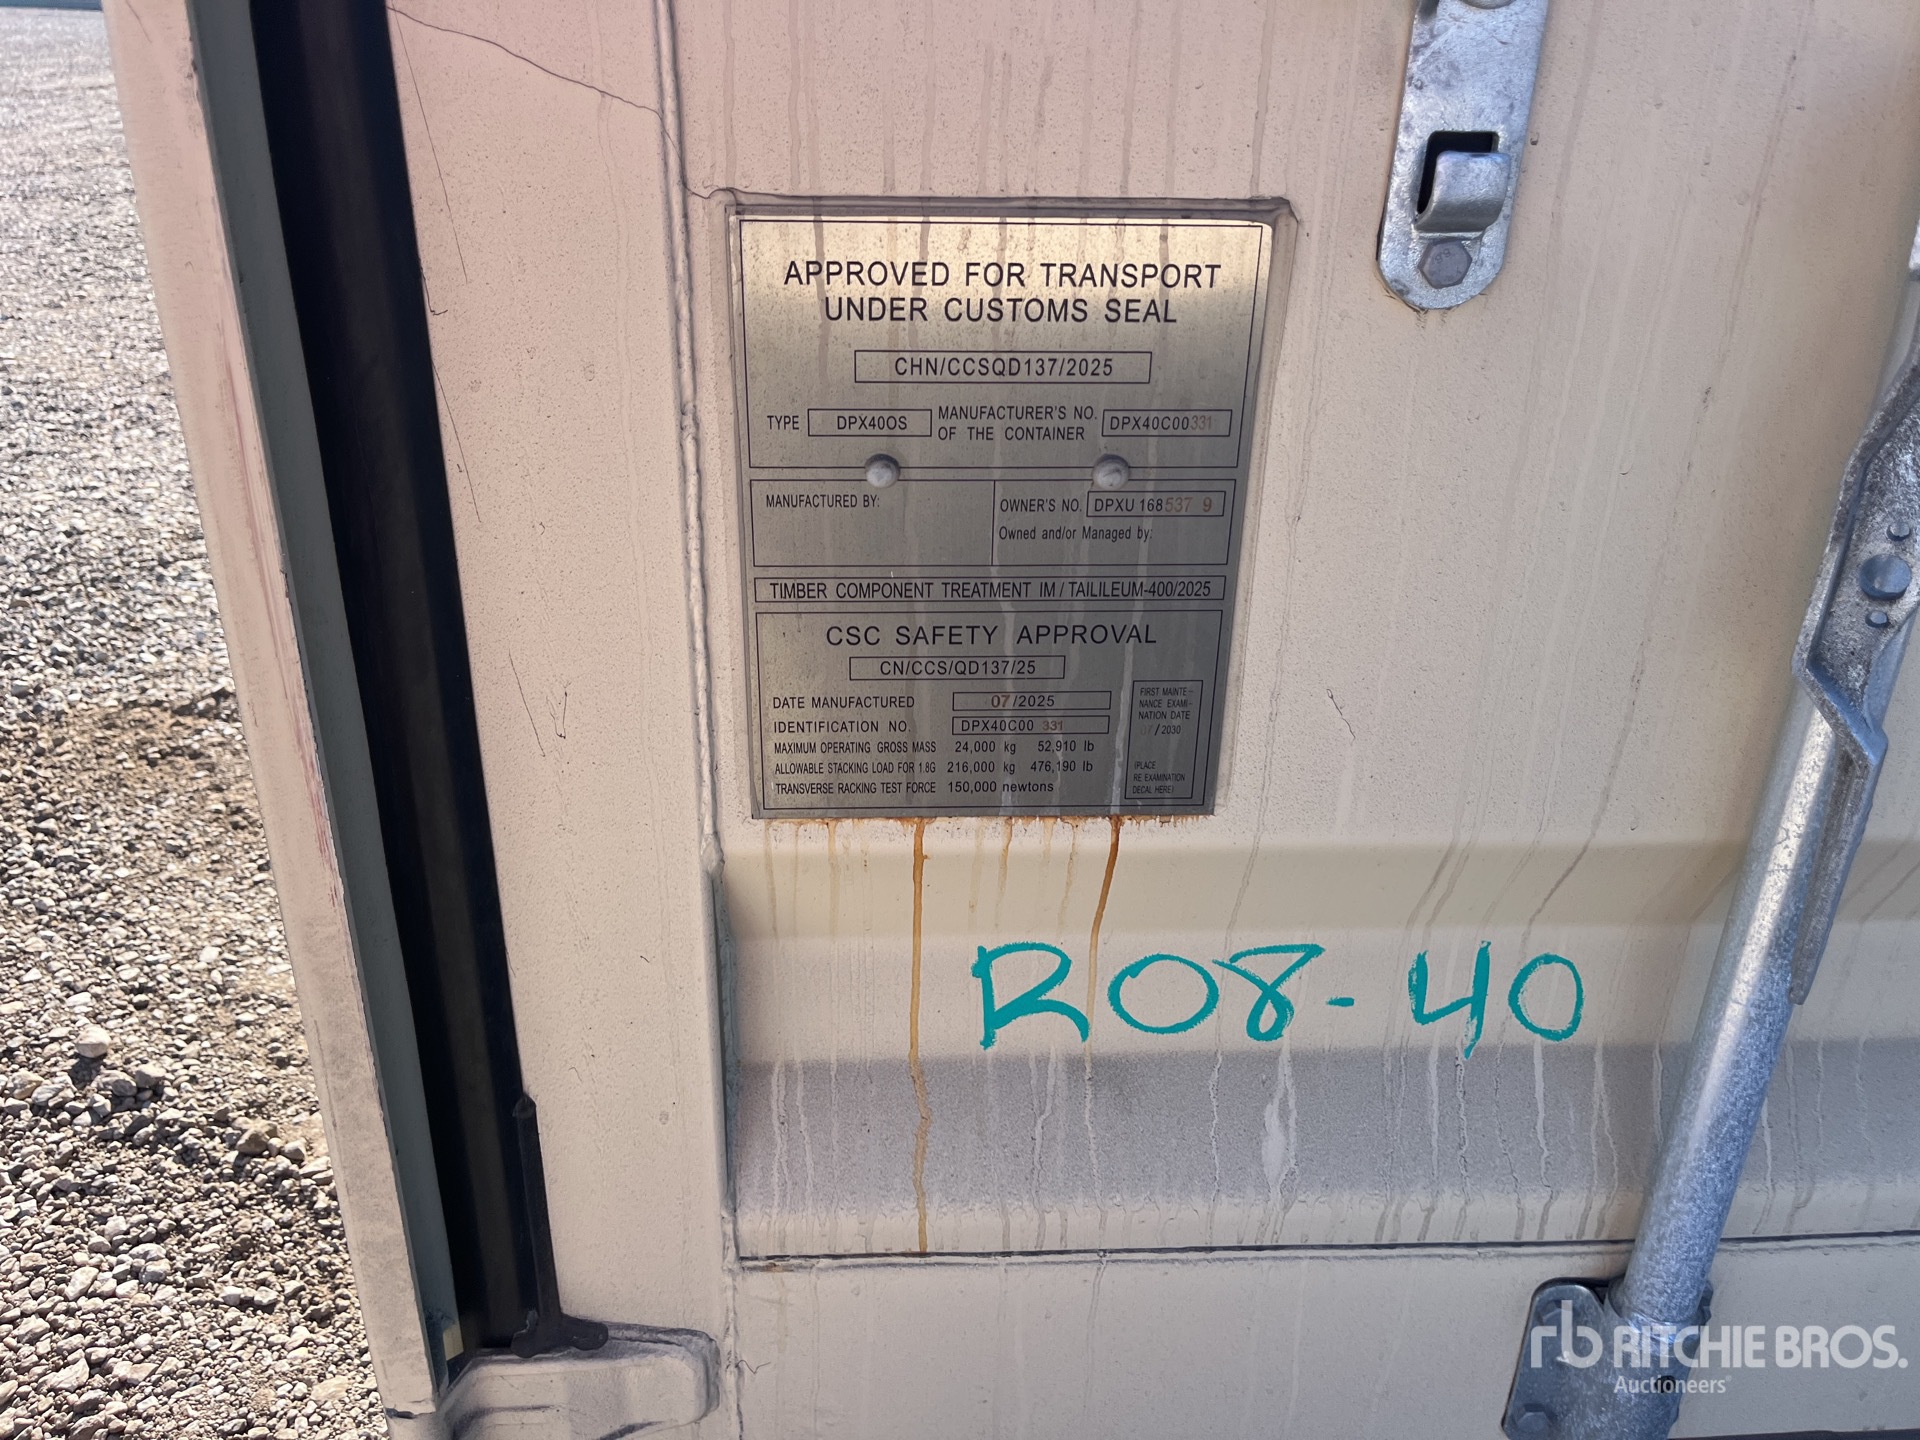 APPROVED FOR TRANSPORT
UNDER CUSTOMS SEAL
CHN/CCSQD137/2025
TYPE DPX40OS MANUFACTURER'S NO. OF THE CONTAINER DPX40C00331
MANUFACTURED BY:
OWNER'S NO. DPXU 168537 9
Owned and/or Managed by:
TIMBER COMPONENT TREATMENT IM / TAILILEUM-400/2025
CSC SAFETY APPROVAL
CN/CCS/QD137/25
DATE MANUFACTURED 07/2025
IDENTIFICATION NO. DPX40C00 331
MAXIMUM OPERATING GROSS MASS 24,000 kg 52,910 lb
ALLOWABLE STACKING LOAD FOR 1.8G 216,000 kg 476,190 lb
TRANSVERSE RACKING TEST FORCE 150,000 newtons
FIRST MAINTE-
NANCE EXAMI-
NATION DATE
/2030
(PLACE
RE EXAMINATION
DECAL HERE)
R08-40
rb RITCHIE BROS.
Auctioneers